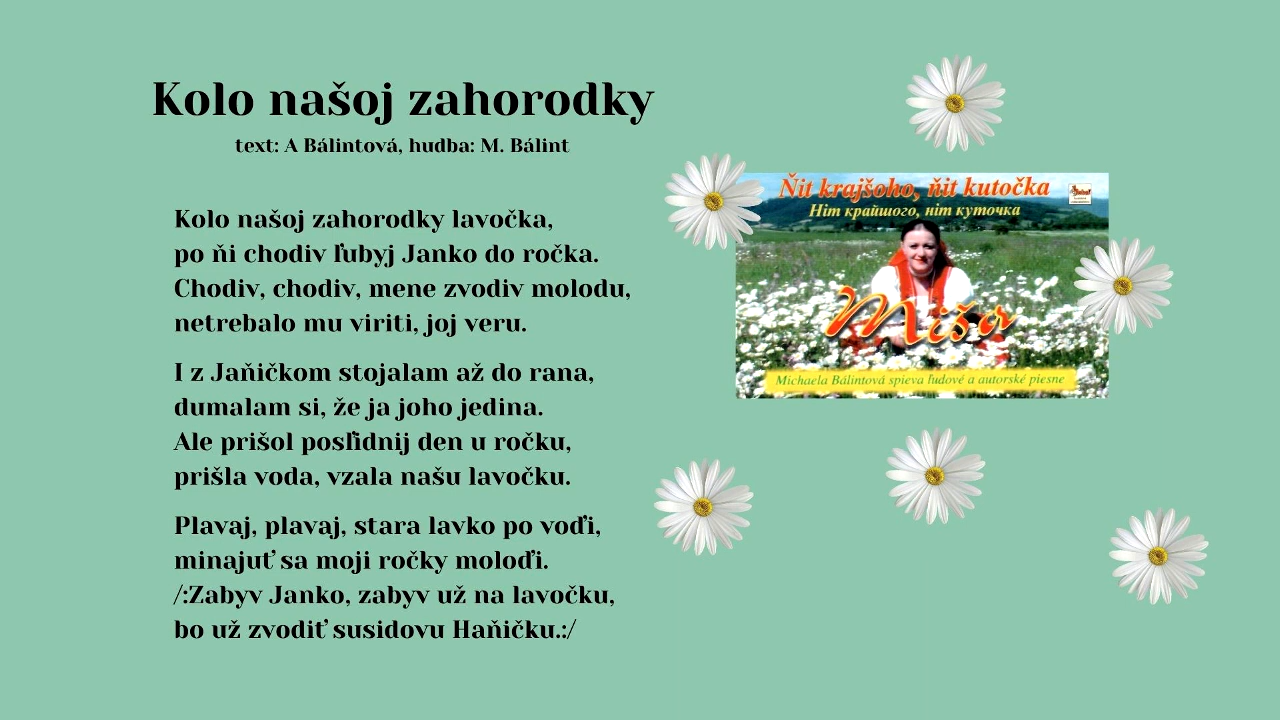 Kolo našoj zahorodky
text: A Bálintová, hudba: M. Bálint
Kolo našoj zahorodky lavočka,
po ňi chodiv ľubyj Janko do ročka.
Chodiv, chodiv, mene zvodiv molodu,
netrebalo mu viriti, joj veru.
I z Jaňičkom stojalam až do rana,
dumalam si, že ja joho jedina.
Ale prišol posľidnij den u ročku,
prišla voda, vzala našu lavočku.
Plavaj, plavaj, stara lavko po voďi,
minajuť sa moji ročky moloďi.
/:Zabyv Janko, zabyv už na lavočku,
bo už zvodiť susidovu Haňičku.:/
Ňit krajšoho, ňit kutočka
Нiт крайшого, нiт куточка
Mišo
Michaela Bálintová spieva ľudové a autorské piesne